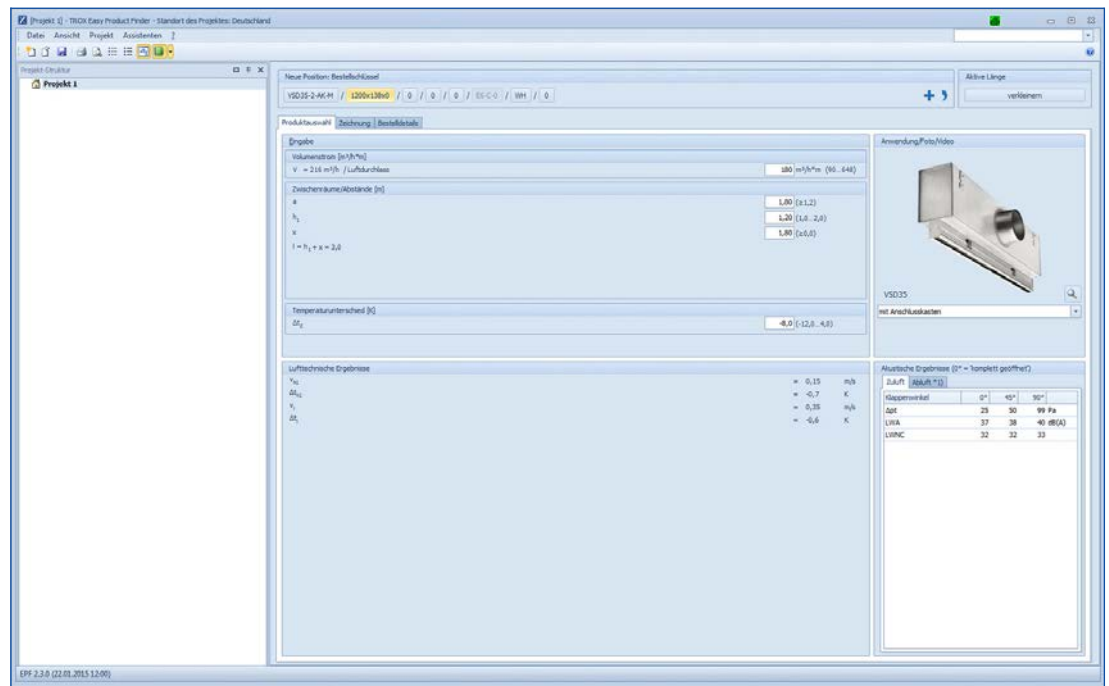 [Projekt 1] - TROX Easy Product Finder - Standort des Projektes: Deutschland
Datei Ansicht Projekt Assistenten ?
Projekt-Struktur
Projekt 1
Neue Position: Bestellschlüssel
VSD35-2-AK-M / 1200x138x0 / 0 / 0 / 0 / ES-C-0 / WH / 0
Aktive Länge
verkleinern
Produktauswahl Zeichnung Bestelldetails
Eingabe
Volumenstrom [m³/h*m]
V = 216 m³/h / Luftdurchlass 180 m³/h*m (90...648)
Zwischenräume/Abstände [m]
a 1,80 (≥1,2)
h1 1,20 (1,0...2,0)
x 1,80 (≥0,0)
l = h1 + x = 3,0
Temperaturunterschied [K]
ΔtZ -8,0 (-12,0...4,0)
Anwendung/Foto/Video
VSD35
mit Anschlusskasten
Lufttechnische Ergebnisse
vH1 = 0,15 m/s
ΔtH1 = -0,7 K
vl = 0,35 m/s
Δtl = -0,6 K
Akustische Ergebnisse (0° = 'komplett geöffnet')
Zuluft Abluft *1)
Klappenwinkel 0° 45° 90°
Δpt 25 50 99 Pa
LWA 37 38 40 dB(A)
LWNC 32 32 33
EPF 2.3.0 (22.01.2015 12:00)